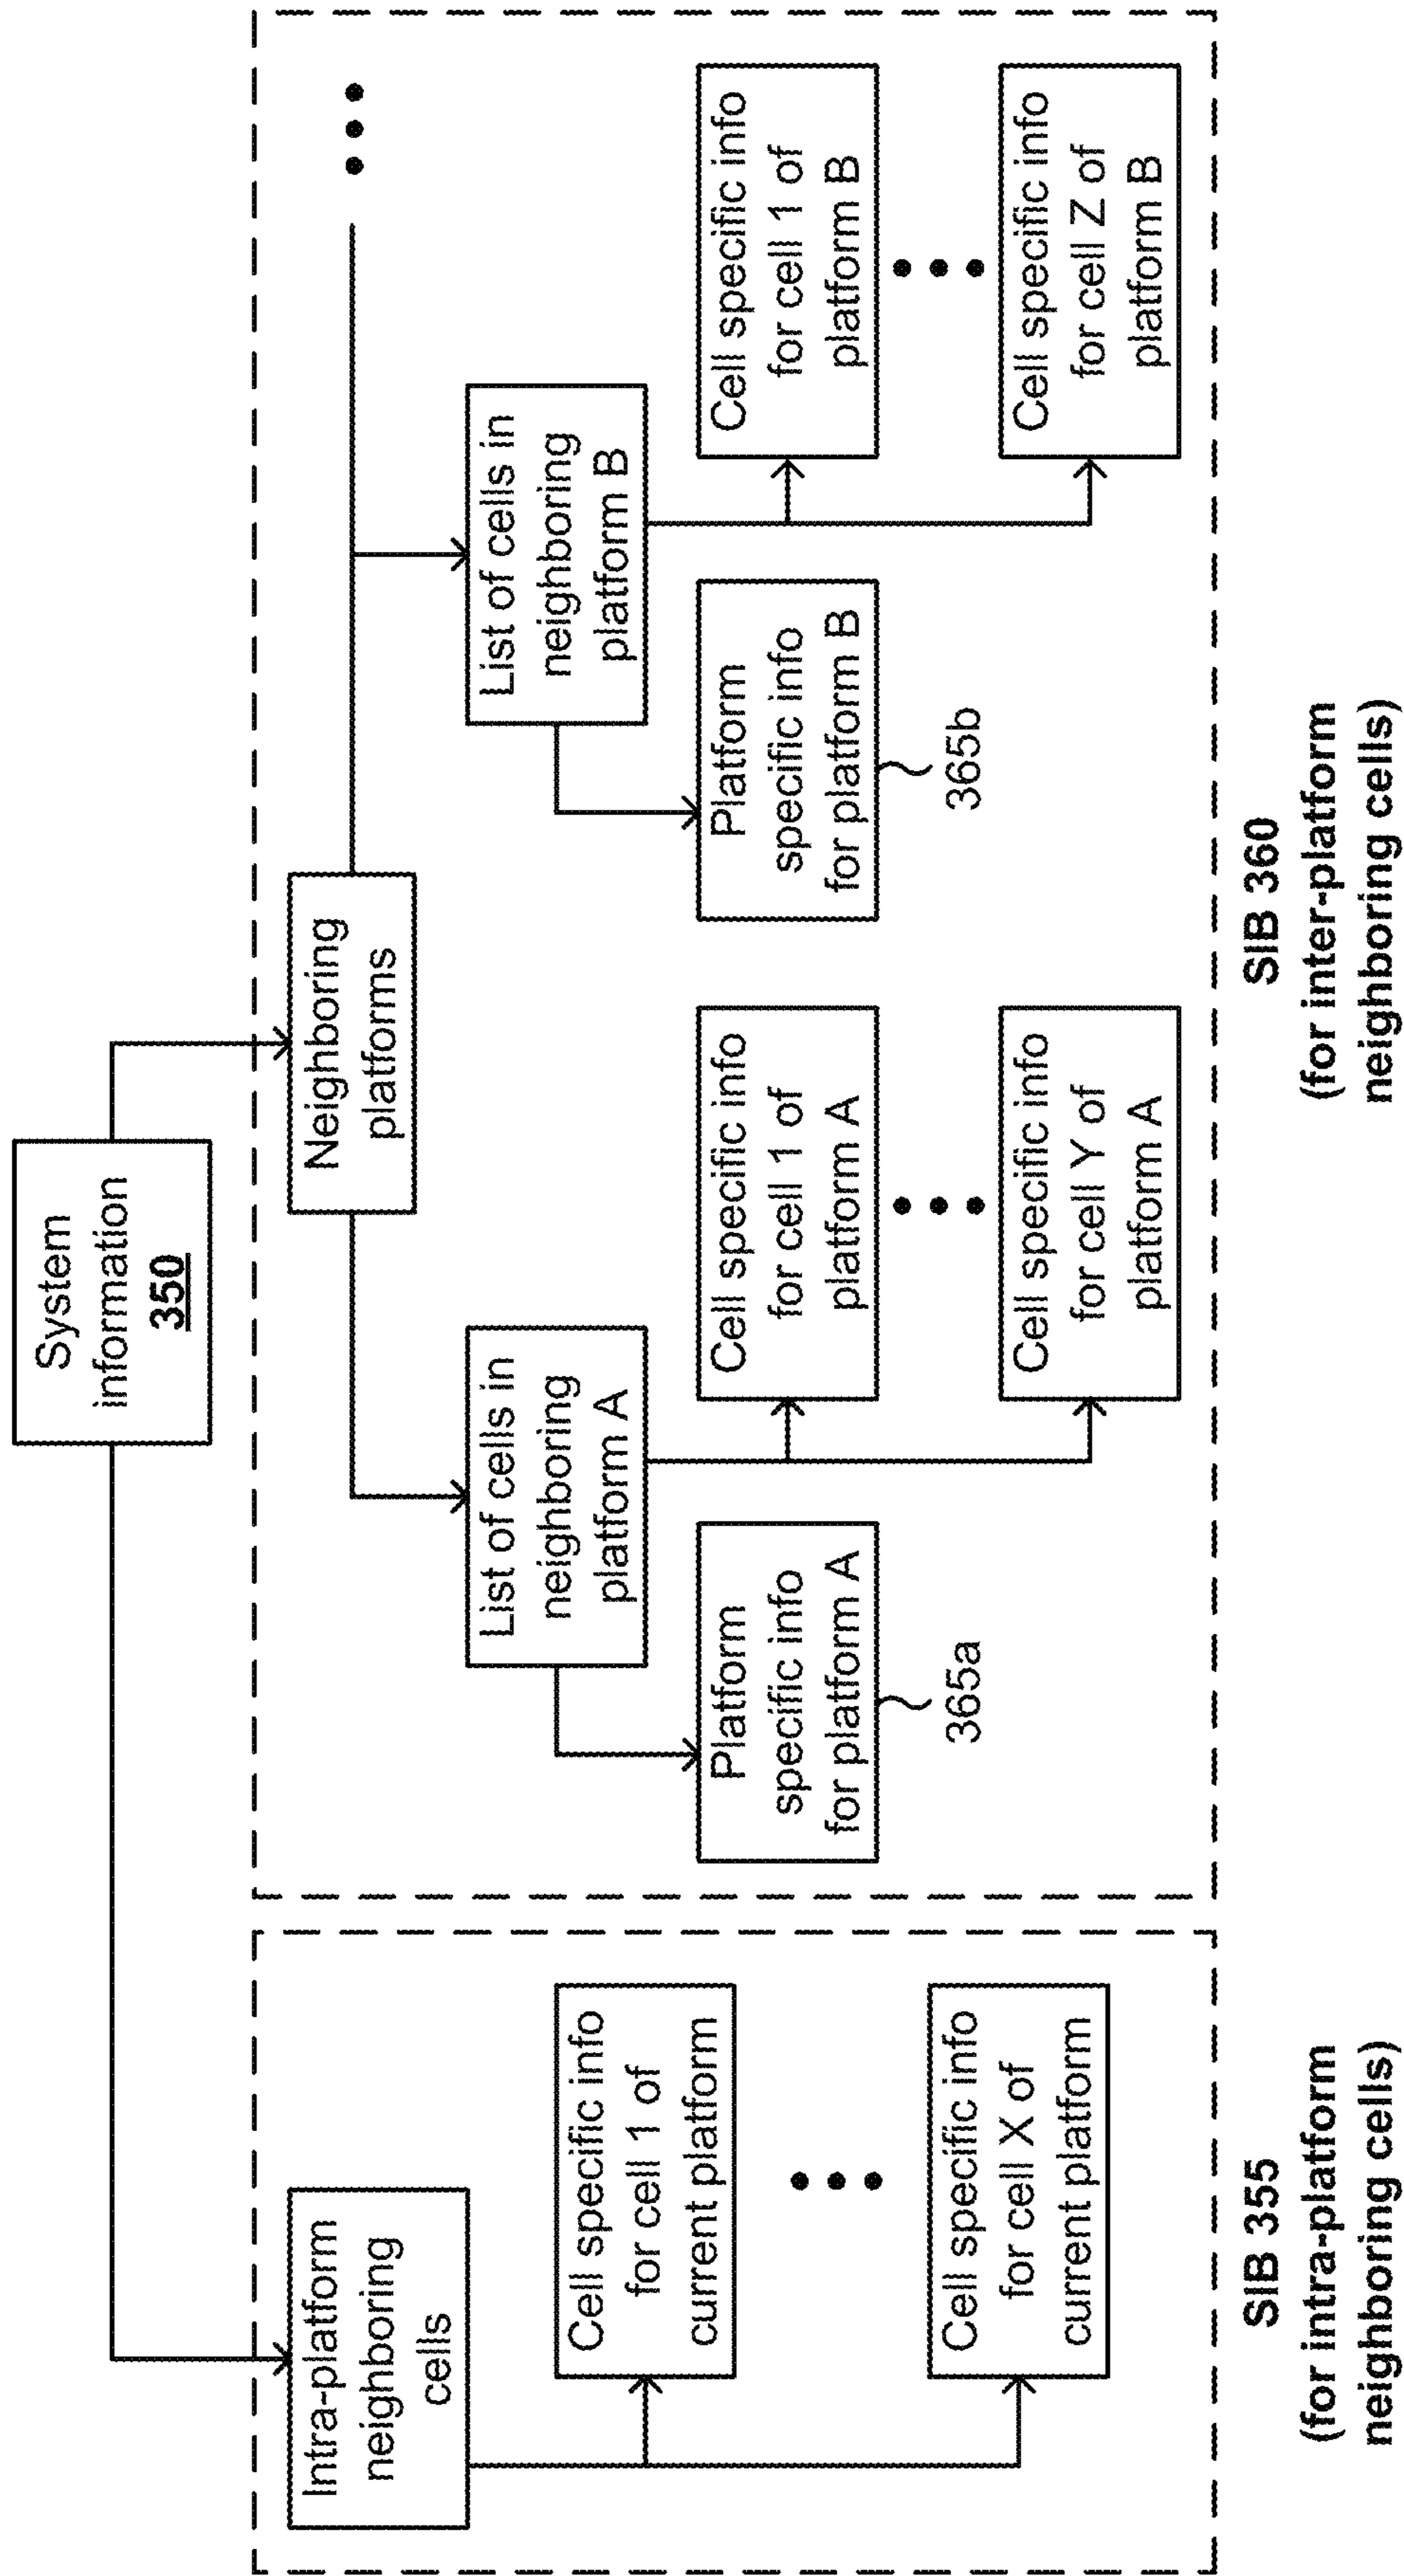 System
information
350
Intra-platform
neighboring
cells
Cell specific info
for cell 1 of
current platform
Cell specific info
for cell X of
current platform
SIB 355
(for intra-platform
neighboring cells)
Neighboring
platforms
List of cells in
neighboring
platform A
Platform
specific info
for platform A
365a
Cell specific info
for cell 1 of
platform A
Cell specific info
for cell Y of
platform A
List of cells in
neighboring
platform B
Platform
specific info
for platform B
365b
Cell specific info
for cell 1 of
platform B
Cell specific info
for cell Z of
platform B
SIB 360
(for inter-platform
neighboring cells)